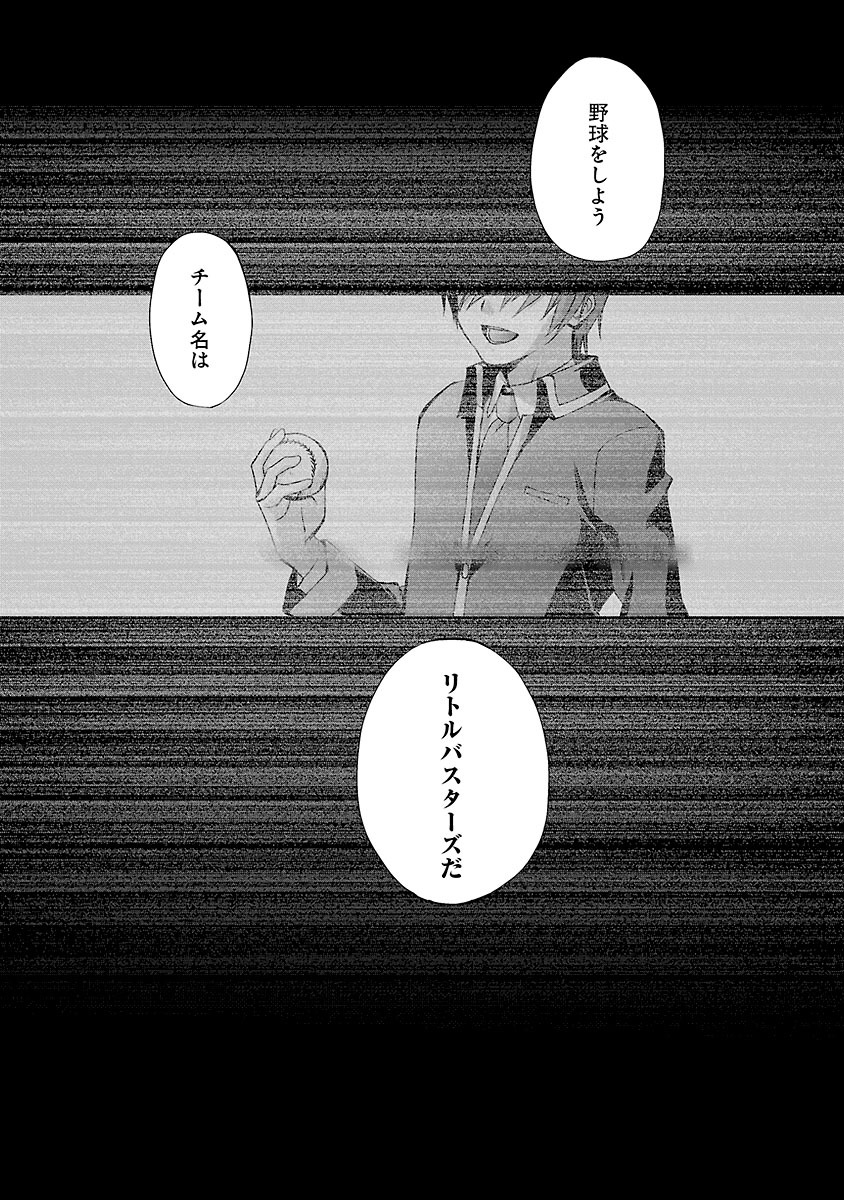 野球をしよう
チーム名は
リトルバスターズだ